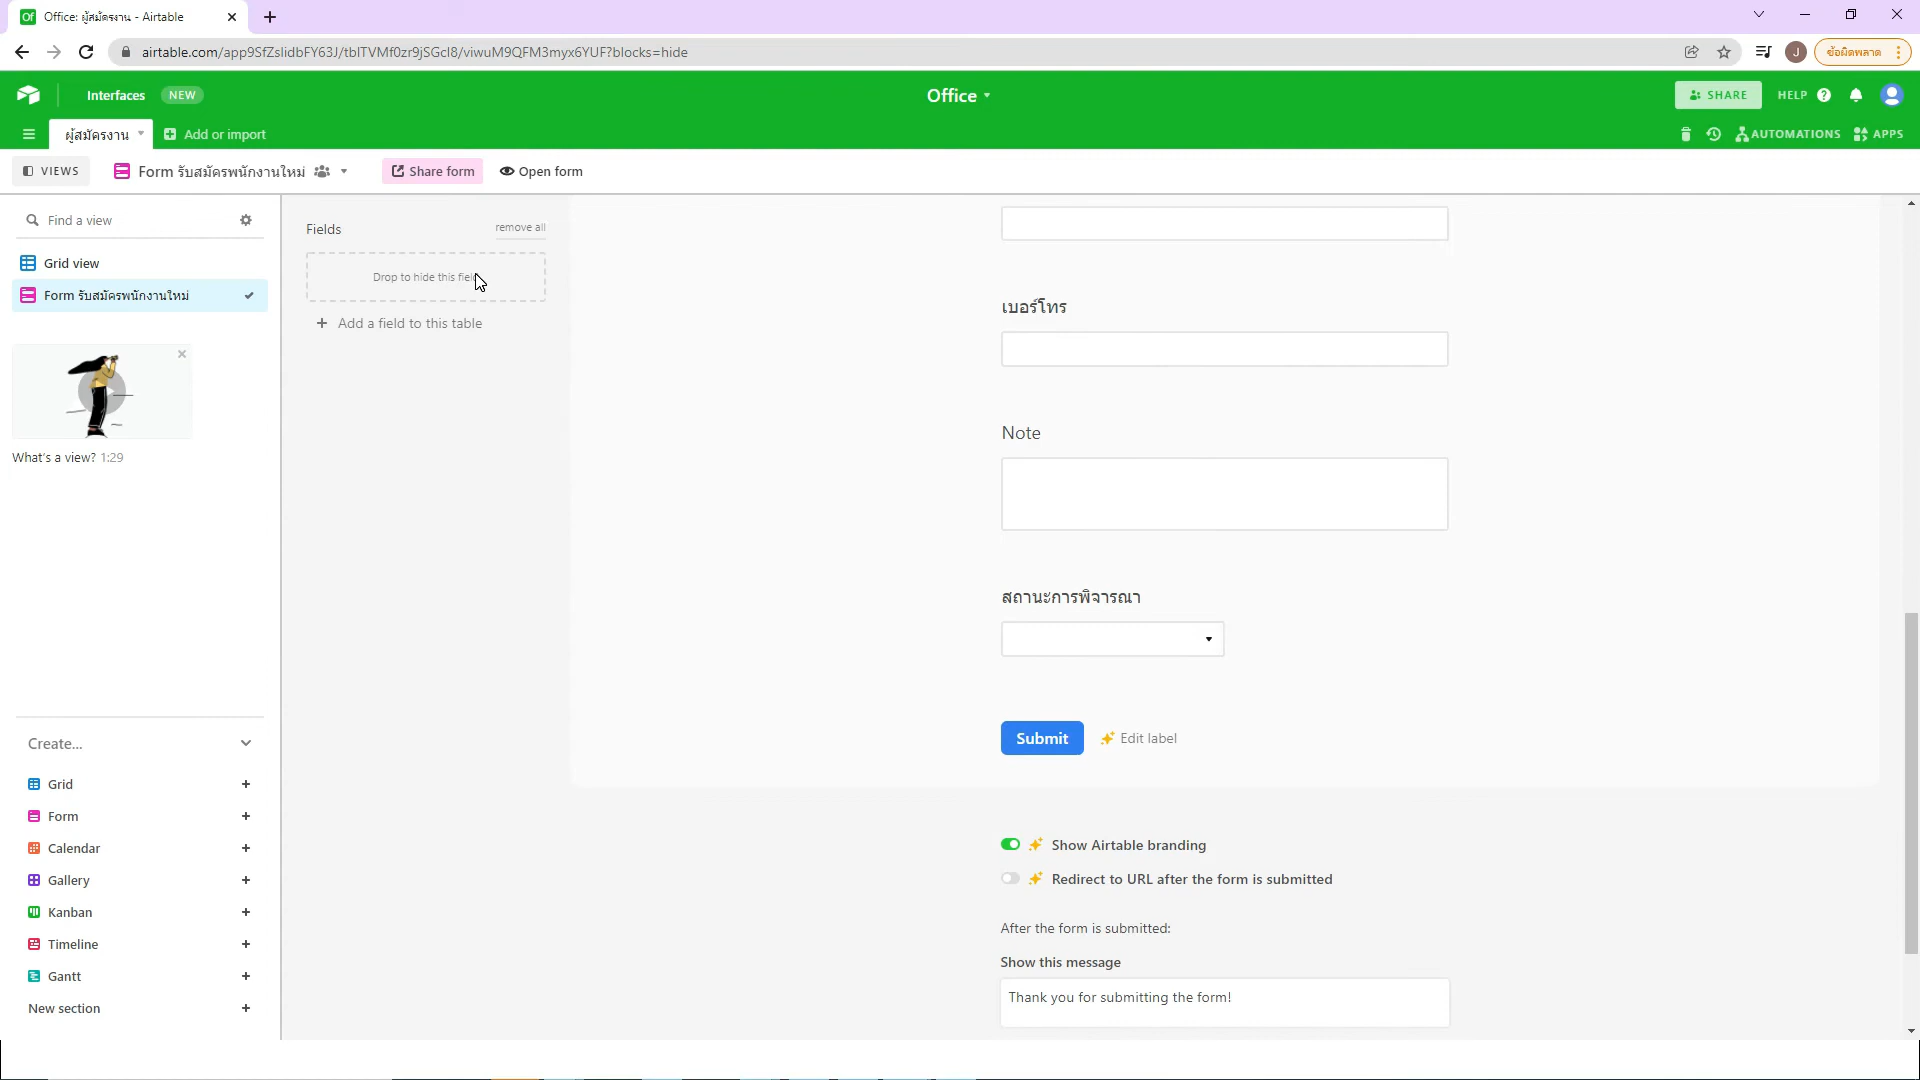 Office: ผู้สมัครงาน - Airtable
airtable.com/app9SfZslidbFY63J/tblTVMf0zr9jSGcl8/viwuM9QFM3myx6YUF?blocks=hide
J
ข้อผิดพลาด
Interfaces NEW
Office
SHARE
HELP
ผู้สมัครงาน
Add or import
AUTOMATIONS
APPS
VIEWS
Form รับสมัครพนักงานใหม่
Share form
Open form
Find a view
Grid view
Form รับสมัครพนักงานใหม่
What's a view? 1:29
Create...
Grid
Form
Calendar
Gallery
Kanban
Timeline
Gantt
New section
Fields
remove all
Drop to hide this field
Add a field to this table
เบอร์โทร
Note
สถานะการพิจารณา
Submit
Edit label
Show Airtable branding
Redirect to URL after the form is submitted
After the form is submitted:
Show this message
Thank you for submitting the form!